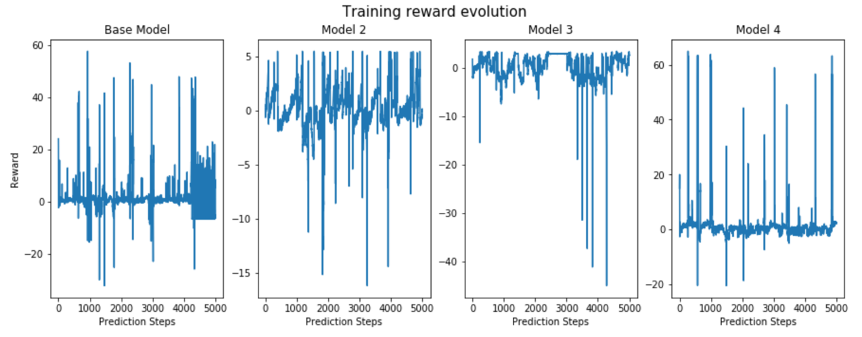 Training reward evolution
Base Model
Model 2
Model 3
Model 4
Reward
60
40
20
0
−20
0 1000 2000 3000 4000 5000
Prediction Steps
5
0
−5
−10
−15
0 1000 2000 3000 4000 5000
Prediction Steps
0
−10
−20
−30
−40
0 1000 2000 3000 4000 5000
Prediction Steps
60
40
20
0
−20
0 1000 2000 3000 4000 5000
Prediction Steps